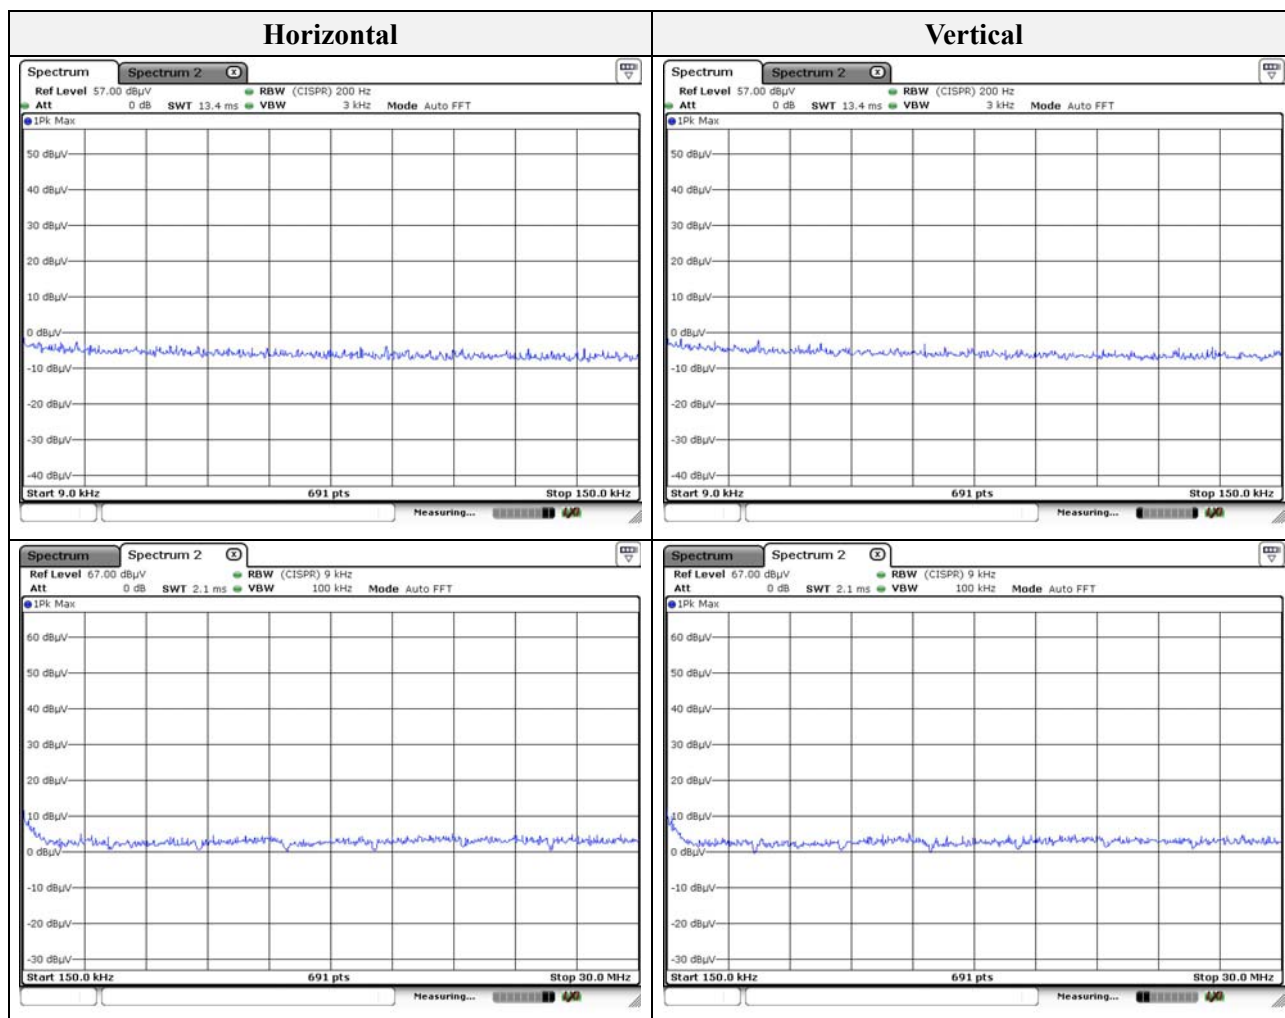 Horizontal
Vertical
Spectrum Spectrum 2 X
Ref Level 57.00 dBµV RBW (CISPR) 200 Hz
Att 0 dB SWT 13.4 ms VBW 3 kHz Mode Auto FFT
1Pk Max
50 dBµV
40 dBµV
30 dBµV
20 dBµV
10 dBµV
0 dBµV
-10 dBµV
-20 dBµV
-30 dBµV
-40 dBµV
Start 9.0 kHz 691 pts Stop 150.0 kHz
Measuring...
Spectrum Spectrum 2 X
Ref Level 57.00 dBµV RBW (CISPR) 200 Hz
Att 0 dB SWT 13.4 ms VBW 3 kHz Mode Auto FFT
1Pk Max
50 dBµV
40 dBµV
30 dBµV
20 dBµV
10 dBµV
0 dBµV
-10 dBµV
-20 dBµV
-30 dBµV
-40 dBµV
Start 9.0 kHz 691 pts Stop 150.0 kHz
Measuring...
Spectrum Spectrum 2 X
Ref Level 67.00 dBµV RBW (CISPR) 9 kHz
Att 0 dB SWT 2.1 ms VBW 100 kHz Mode Auto FFT
1Pk Max
60 dBµV
50 dBµV
40 dBµV
30 dBµV
20 dBµV
10 dBµV
0 dBµV
-10 dBµV
-20 dBµV
-30 dBµV
Start 150.0 kHz 691 pts Stop 30.0 MHz
Measuring...
Spectrum Spectrum 2 X
Ref Level 67.00 dBµV RBW (CISPR) 9 kHz
Att 0 dB SWT 2.1 ms VBW 100 kHz Mode Auto FFT
1Pk Max
60 dBµV
50 dBµV
40 dBµV
30 dBµV
20 dBµV
10 dBµV
0 dBµV
-10 dBµV
-20 dBµV
-30 dBµV
Start 150.0 kHz 691 pts Stop 30.0 MHz
Measuring...